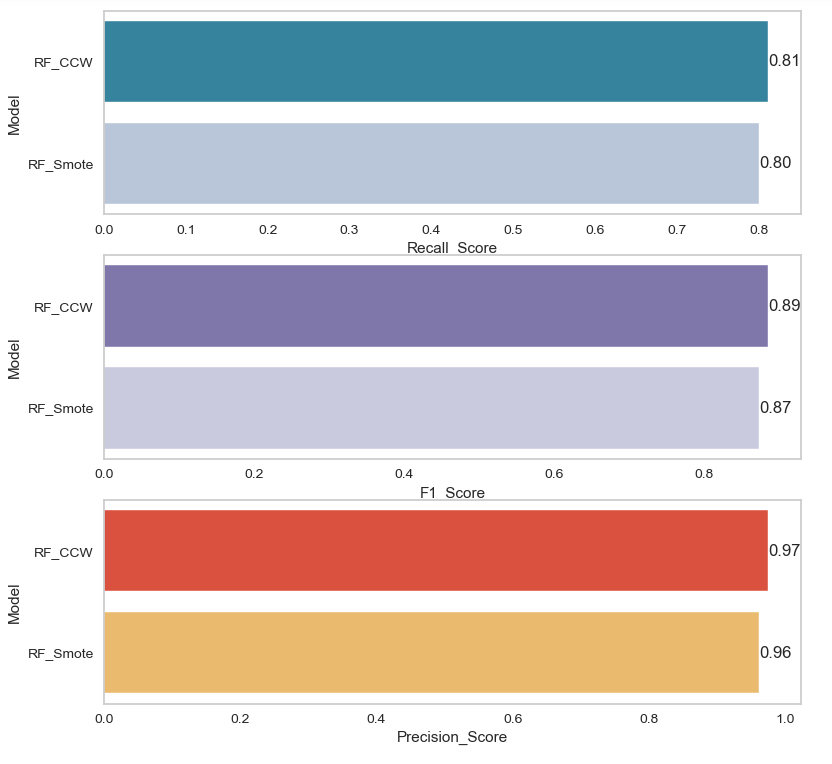 RF_CCW
0.81
Model
RF_Smote
0.80
0.0 0.1 0.2 0.3 0.4 0.5 0.6 0.7 0.8
Recall_Score
RF_CCW
0.89
Model
RF_Smote
0.87
0.0 0.2 0.4 0.6 0.8
F1_Score
RF_CCW
0.97
Model
RF_Smote
0.96
0.0 0.2 0.4 0.6 0.8 1.0
Precision_Score